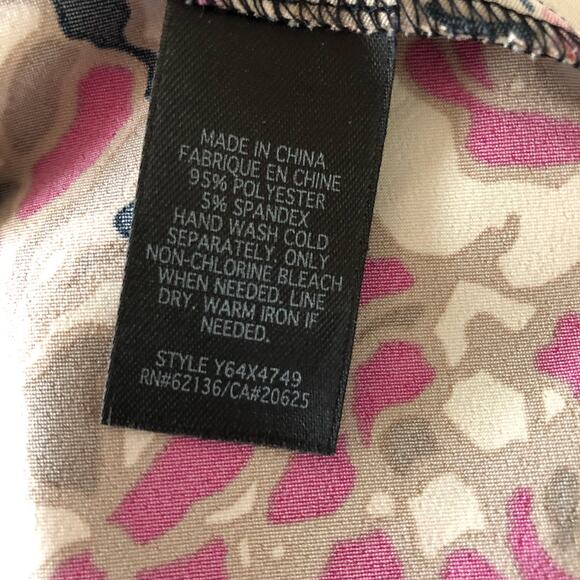 MADE IN CHINA
FABRIQUE EN CHINE
95% POLYESTER
5% SPANDEX
HAND WASH COLD
SEPARATELY. ONLY
NON-CHLORINE BLEACH
WHEN NEEDED. LINE
DRY. WARM IRON IF
NEEDED.
STYLE Y64X4749
RN#62136/CA#20625